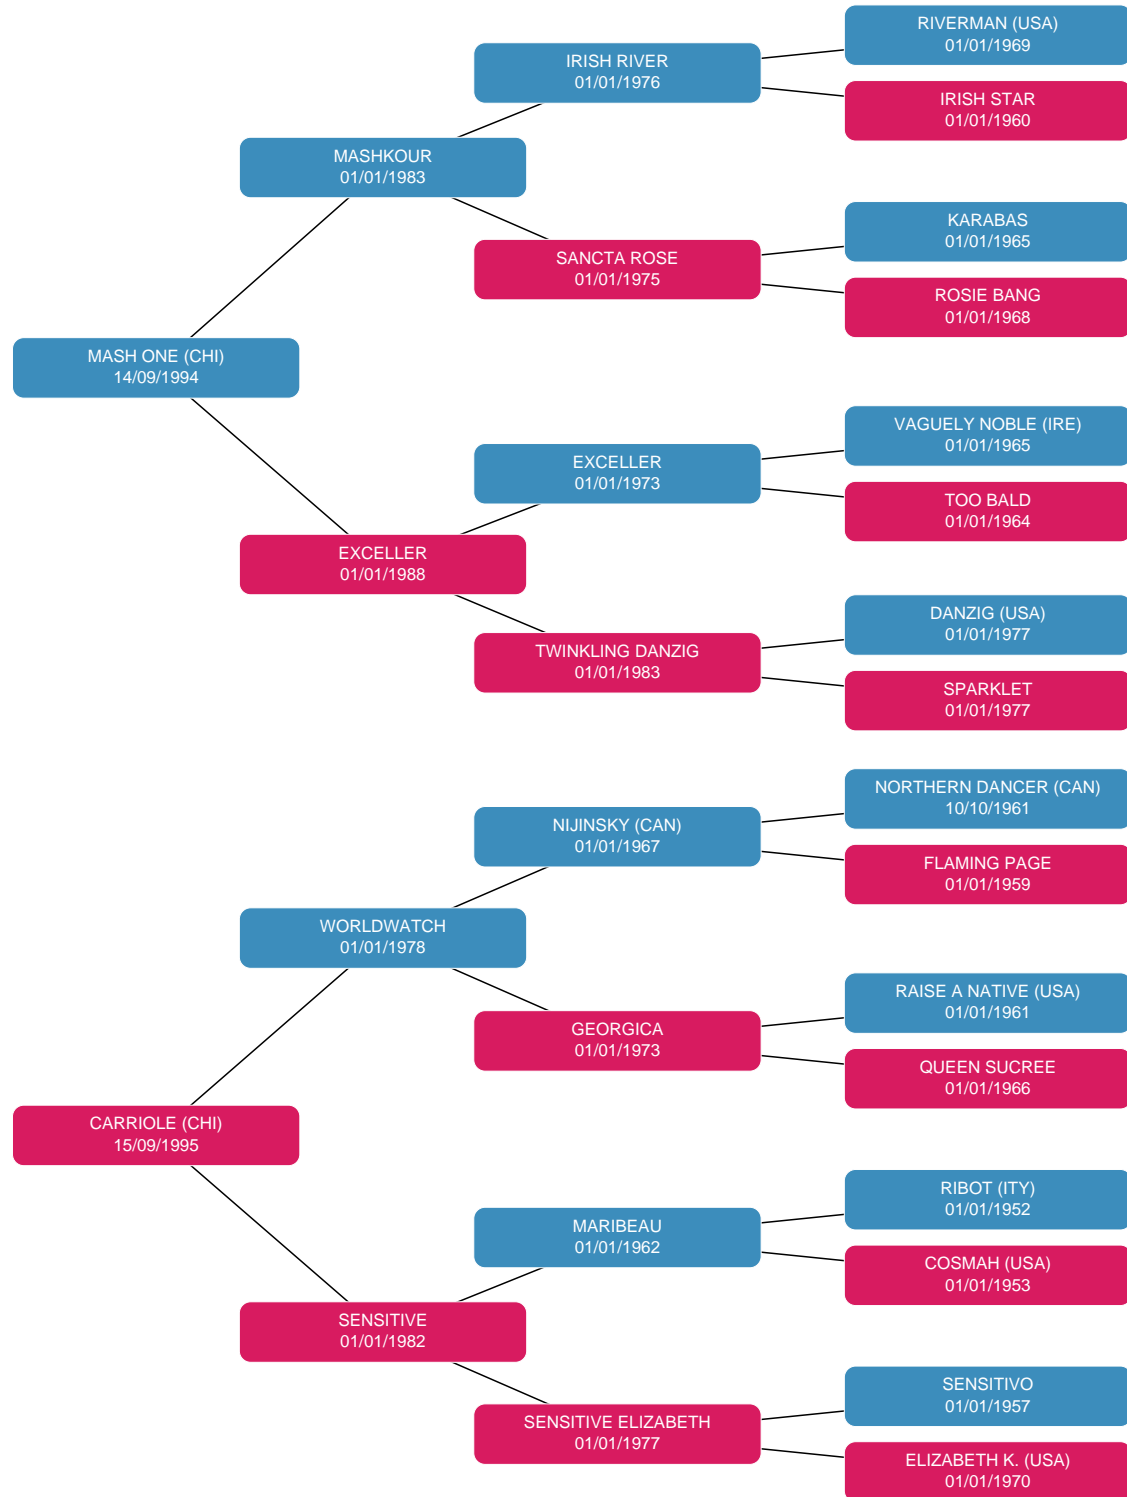 RIVERMAN (USA)
01/01/1969
IRISH RIVER
01/01/1976
IRISH STAR
01/01/1960
MASHKOUR
01/01/1983
KARABAS
01/01/1965
SANCTA ROSE
01/01/1975
ROSIE BANG
01/01/1968
MASH ONE (CHI)
14/09/1994
VAGUELY NOBLE (IRE)
01/01/1965
EXCELLER
01/01/1973
TOO BALD
01/01/1964
EXCELLER
01/01/1988
DANZIG (USA)
01/01/1977
TWINKLING DANZIG
01/01/1983
SPARKLET
01/01/1977
NORTHERN DANCER (CAN)
10/10/1961
NIJINSKY (CAN)
01/01/1967
FLAMING PAGE
01/01/1959
WORLDWATCH
01/01/1978
RAISE A NATIVE (USA)
01/01/1961
GEORGICA
01/01/1973
QUEEN SUCREE
01/01/1966
CARRIOLE (CHI)
15/09/1995
RIBOT (ITY)
01/01/1952
MARIBEAU
01/01/1962
COSMAH (USA)
01/01/1953
SENSITIVE
01/01/1982
SENSITIVO
01/01/1957
SENSITIVE ELIZABETH
01/01/1977
ELIZABETH K. (USA)
01/01/1970